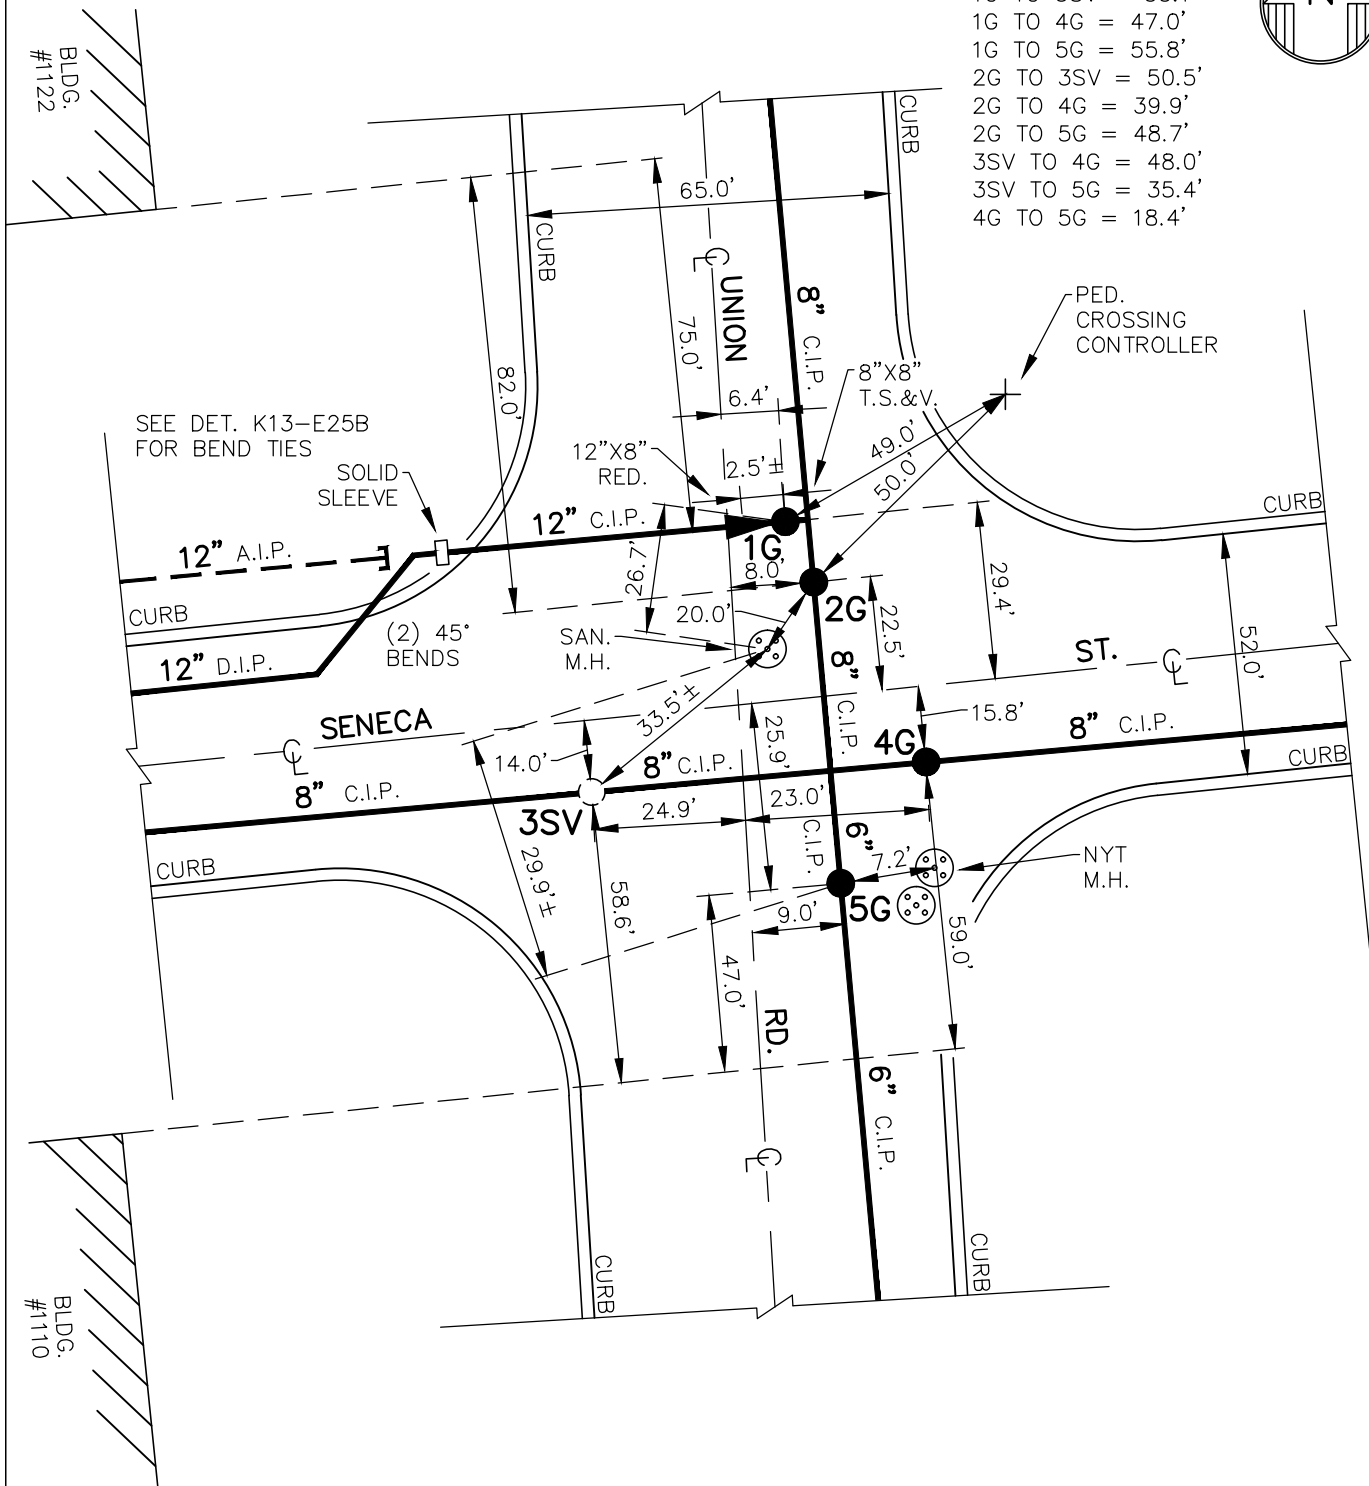 1G TO 4G = 47.0'
1G TO 5G = 55.8'
2G TO 3SV = 50.5'
2G TO 4G = 39.9'
2G TO 5G = 48.7'
3SV TO 4G = 48.0'
3SV TO 5G = 35.4'
4G TO 5G = 18.4'
BLDG.
#1122
CURB
65.0'
CURB
C̲L
UNION
8" C.I.P.
PED.
CROSSING
CONTROLLER
75.0'
82.0'
6.4'
8"X8"
T.S.&V.
49.0'
50.0'
SEE DET. K13-E25B
FOR BEND TIES
SOLID
SLEEVE
12"X8"
RED.
2.5'±
12" C.I.P.
1G
12" A.I.P.
CURB
26.7'
8.0'
2G
29.4'
CURB
12" D.I.P.
(2) 45°
BENDS
SAN.
M.H.
20.0'
22.5'
52.0'
ST.
CL
8" C.I.P.
33.5'±
SENECA
CL
14.0'
25.9'
15.8'
4G
8" C.I.P.
8" C.I.P.
8" C.I.P.
3SV
24.9'
23.0'
CURB
CURB
29.9'±
58.6'
6" C.I.P.
7.2'
NYT
M.H.
5G
9.0'
59.0'
47.0'
RD.
6" C.I.P.
CL
CURB
CURB
BLDG.
#1110